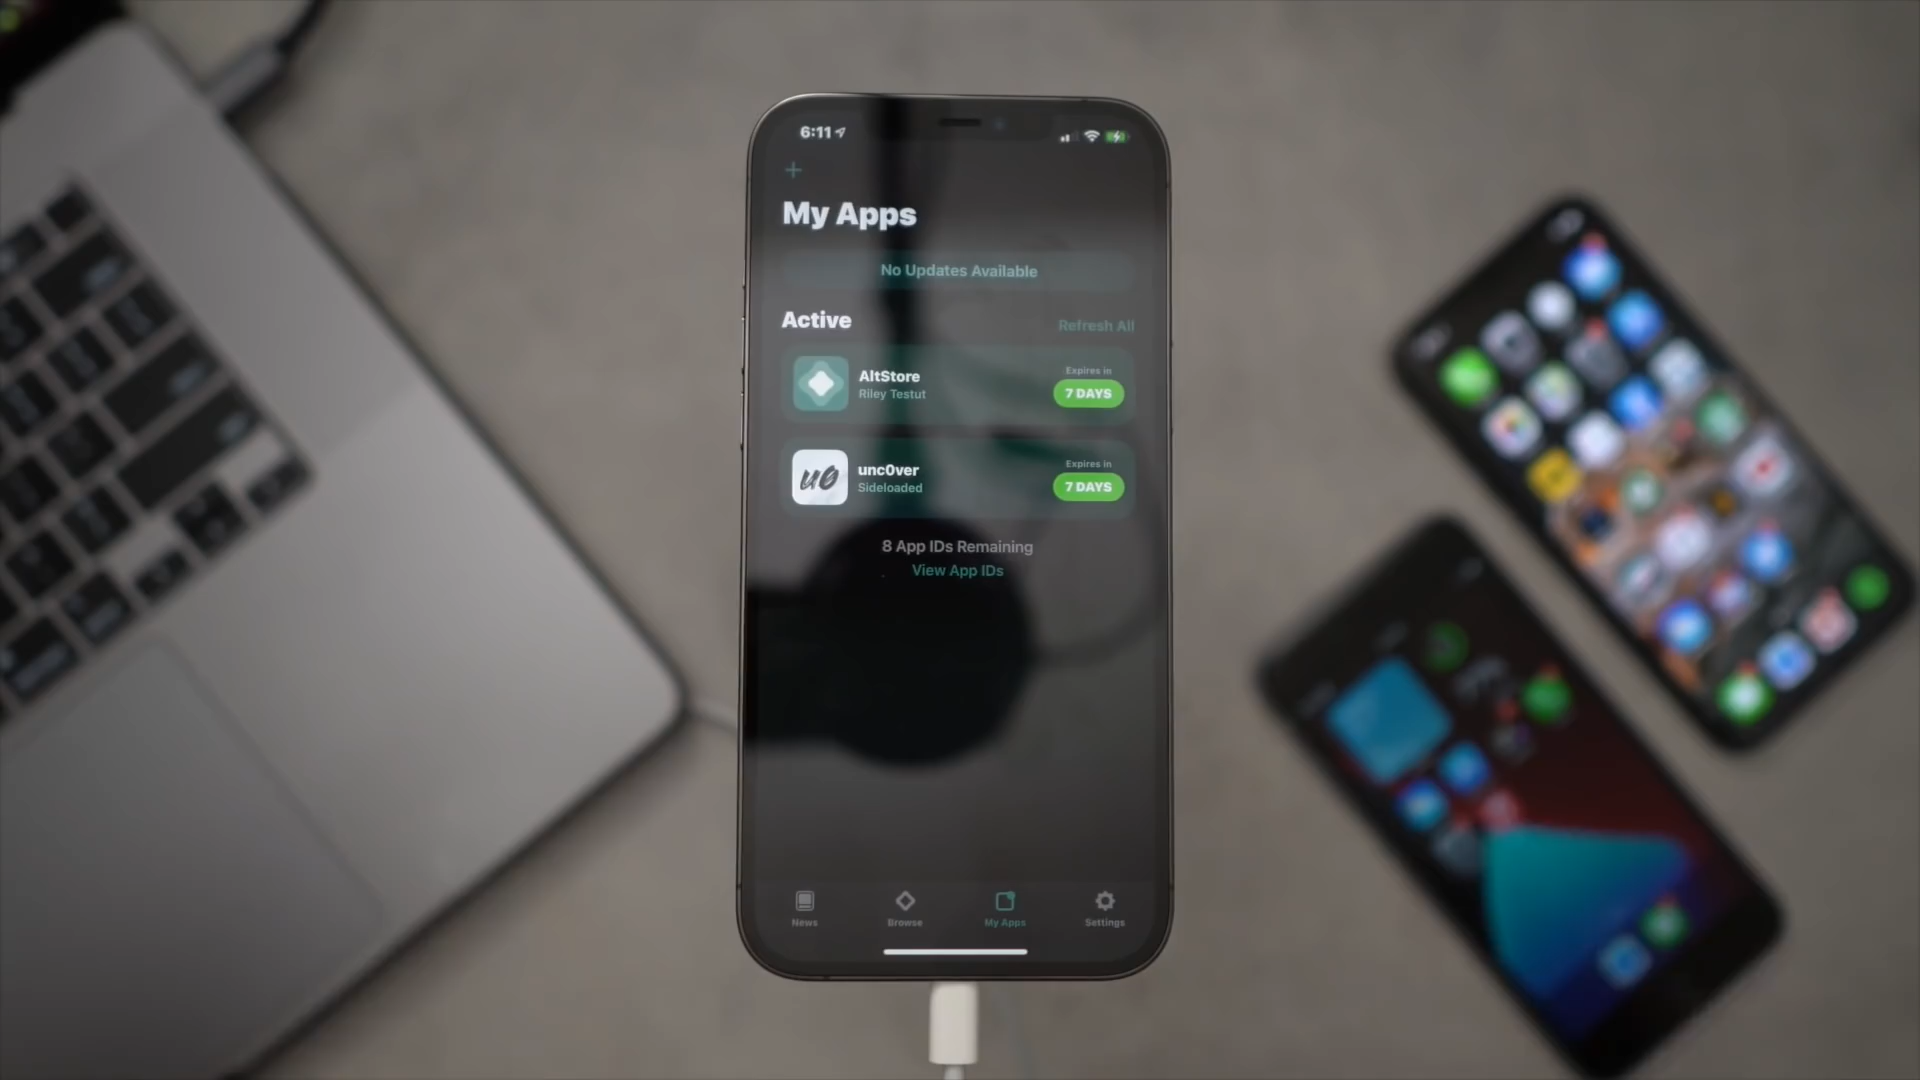 6:11
My Apps
No Updates Available
Active
Refresh All
AltStore
Riley Testut
Expires in
7 DAYS
u0
unc0ver
Sideloaded
Expires in
7 DAYS
8 App IDs Remaining
View App IDs
News
Browse
My Apps
Settings